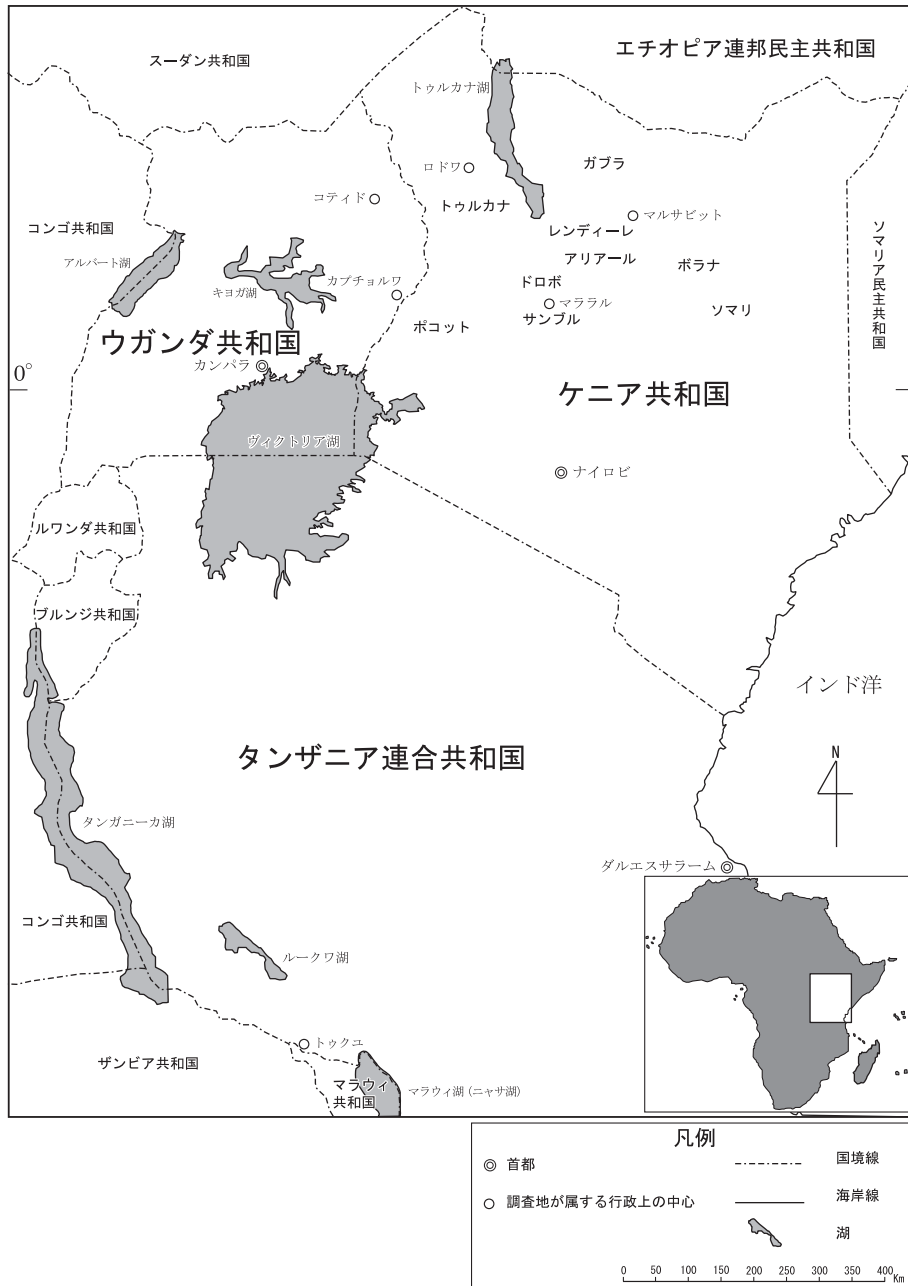 スーダン共和国
エチオピア連邦民主共和国
トゥルカナ湖
ガブラ
ロドワ
コティド
トゥルカナ
マルサビット
レンディーレ
コンゴ共和国
アルバート湖
アリアール
ボラナ
ソマリア民主共和国
キヨガ湖
カプチョルワ
ドロボ
マララル
サンブル
ソマリ
ポコット
ウガンダ共和国
カンパラ
0°
ケニア共和国
ヴィクトリア湖
ナイロビ
ルワンダ共和国
ブルンジ共和国
インド洋
タンザニア連合共和国
N
タンガニーカ湖
ダルエスサラーム
コンゴ共和国
ルークワ湖
トゥクユ
ザンビア共和国
マラウィ
共和国
マラウィ湖(ニャサ湖)
凡例
首都
国境線
調査地が属する行政上の中心
海岸線
湖
0 50 100 150 200 250 300 350 400 Km